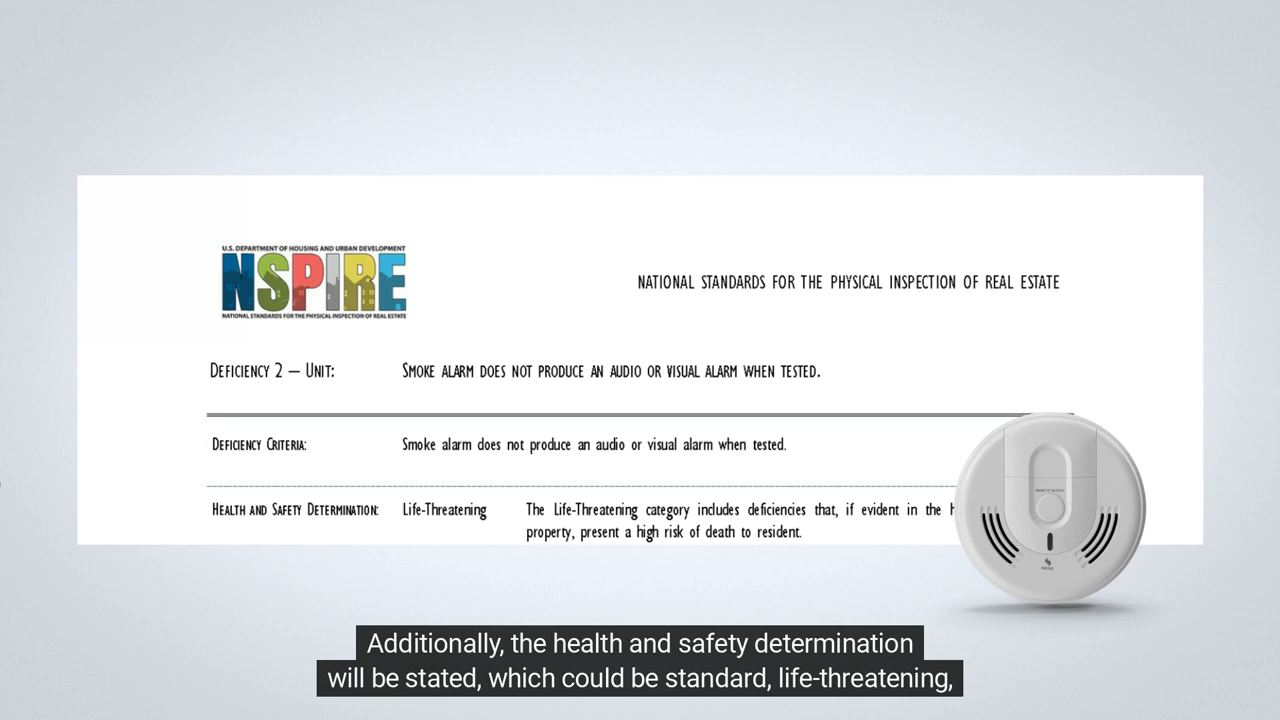 U.S. DEPARTMENT OF HOUSING AND URBAN DEVELOPMENT
NSPIRE
NATIONAL STANDARDS FOR THE PHYSICAL INSPECTION OF REAL ESTATE
NATIONAL STANDARDS FOR THE PHYSICAL INSPECTION OF REAL ESTATE
DEFICIENCY 2 – UNIT: SMOKE ALARM DOES NOT PRODUCE AN AUDIO OR VISUAL ALARM WHEN TESTED.
DEFICIENCY CRITERIA: Smoke alarm does not produce an audio or visual alarm when tested.
HEALTH AND SAFETY DETERMINATION: Life-Threatening The Life-Threatening category includes deficiencies that, if evident in the h
property, present a high risk of death to resident.
Additionally, the health and safety determination
will be stated, which could be standard, life-threatening,